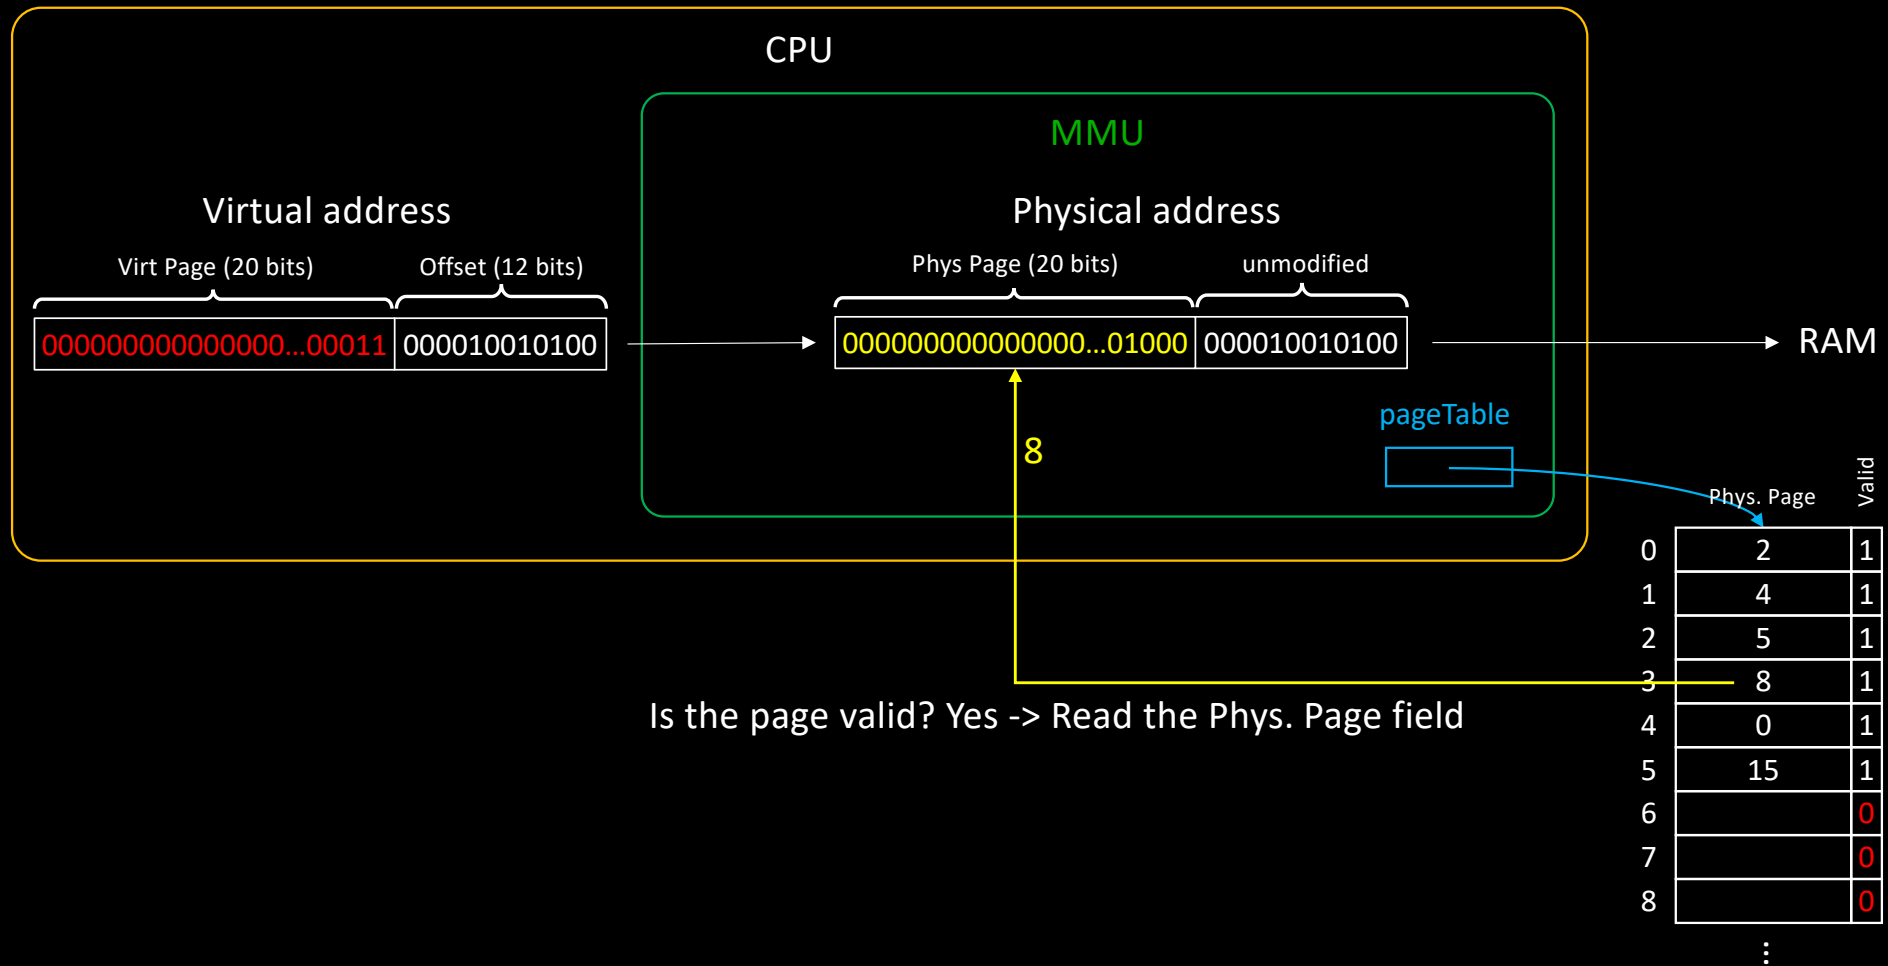 CPU
MMU
Virtual address
Physical address
Virt Page (20 bits) Offset (12 bits)
Phys Page (20 bits) unmodified
000000000000000...00011 000010010100
000000000000000...01000 000010010100
RAM
pageTable
8
Phys. Page Valid
0 2 1
1 4 1
2 5 1
3 8 1
Is the page valid? Yes -> Read the Phys. Page field
4 0 1
5 15 1
6 0
7 0
8 0
...